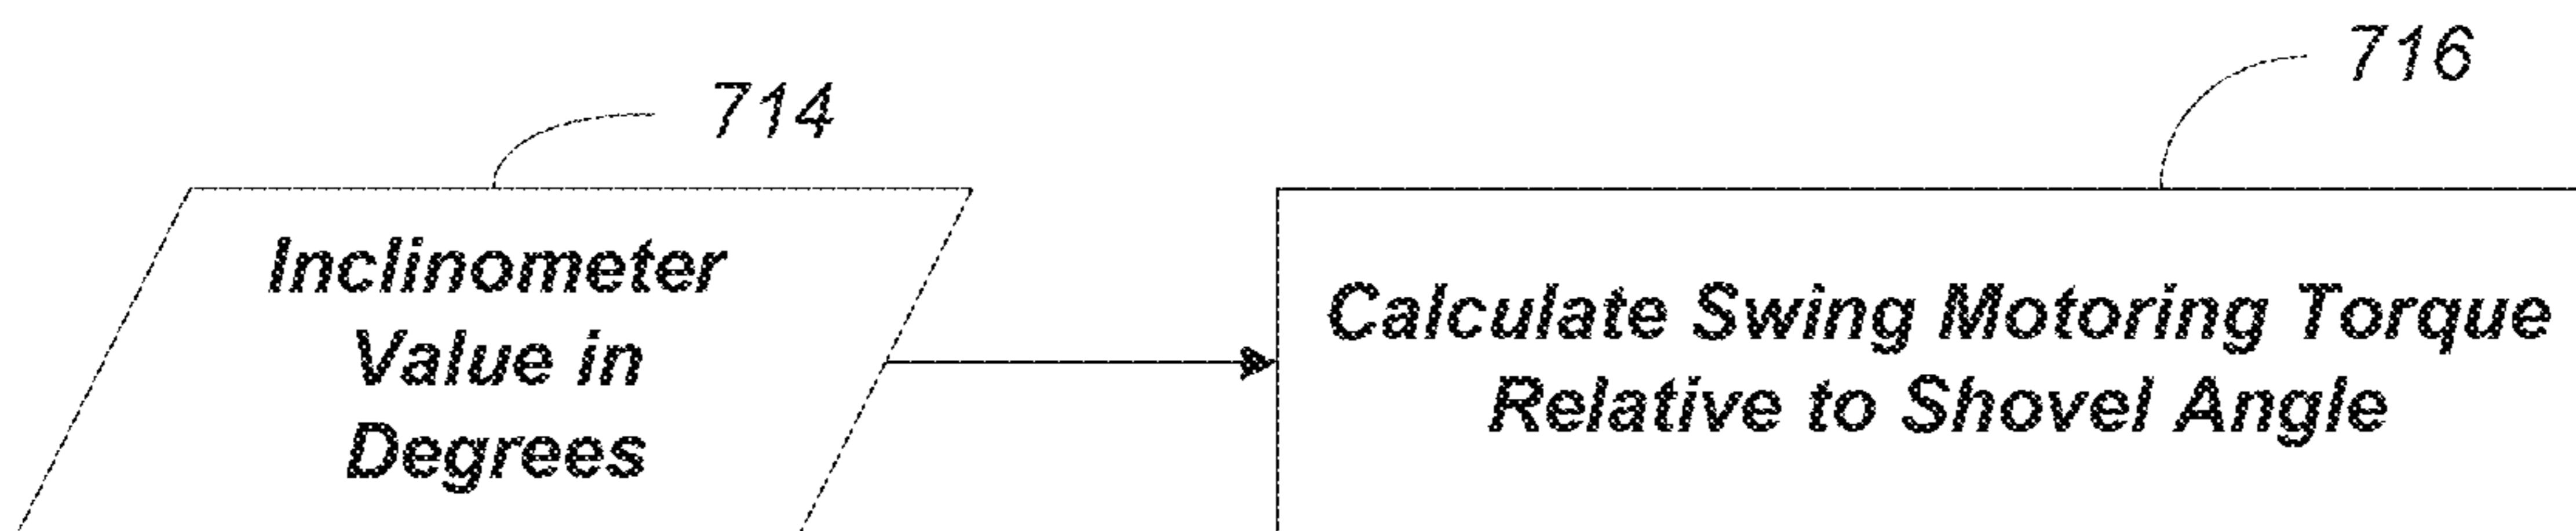 714
716
Inclinometer
Value in
Degrees
Calculate Swing Motoring Torque
Relative to Shovel Angle